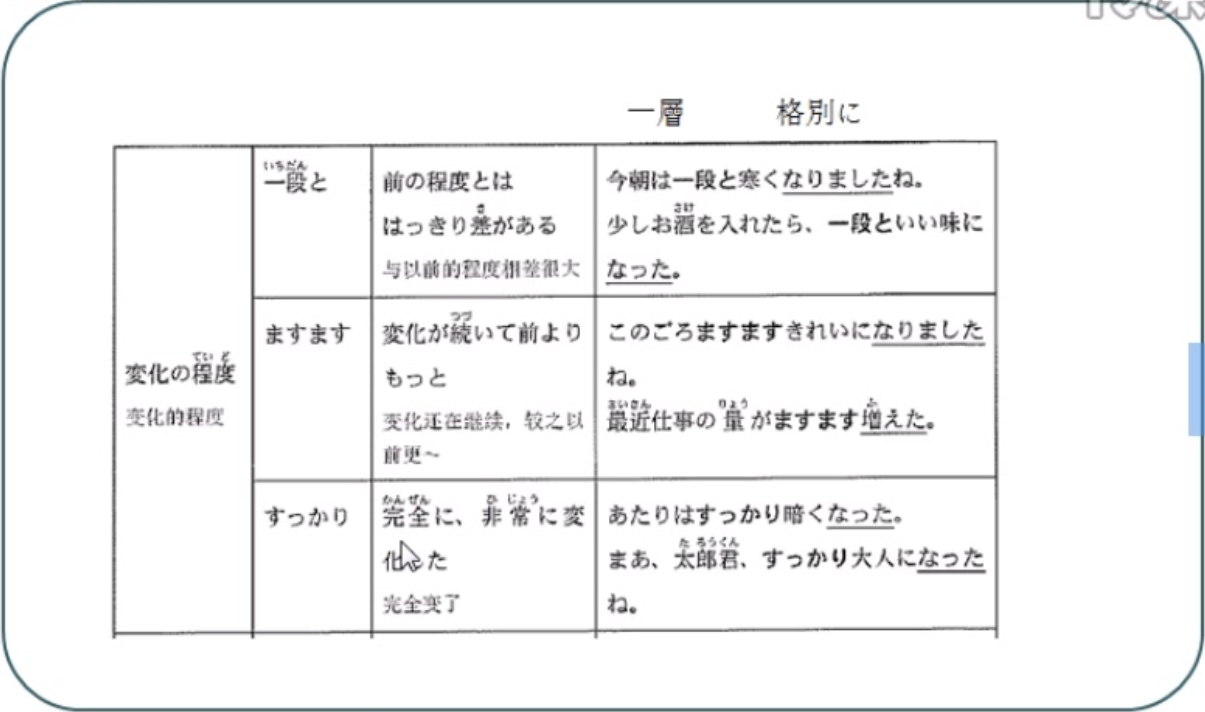 一層 格別に
変化の程度
变化的程度
一段と
前の程度とは
はっきり差がある
与以前的程度相差很大
今朝は一段と寒くなりましたね。
少しお酒を入れたら、一段といい味に
なった。
ますます
変化が続いて前より
もっと
变化还在继续，较之以
前更～
このごろますますきれいになりました
ね。
最近仕事の量がますます増えた。
すっかり
完全に、非常に変
化した
完全变了
あたりはすっかり暗くなった。
まあ、太郎君、すっかり大人になった
ね。